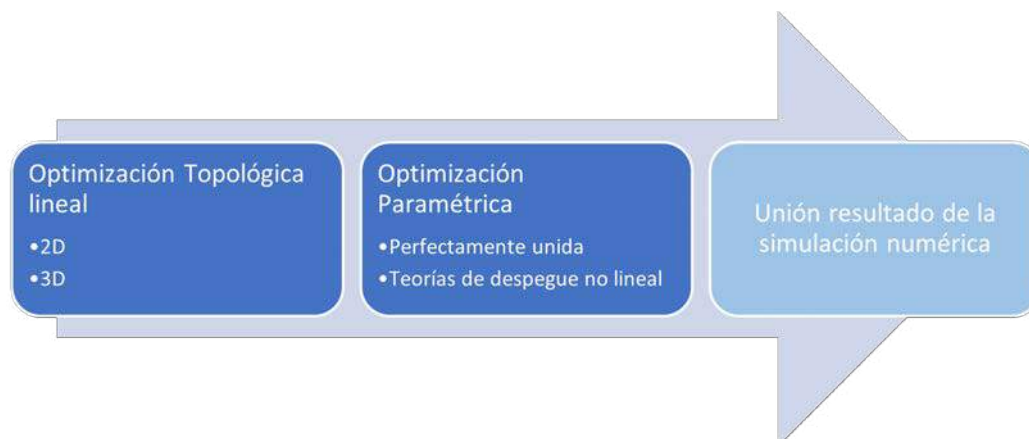 Optimización Topológica
lineal
•2D
•3D
Optimización
Paramétrica
•Perfectamente unida
•Teorías de despegue no lineal
Unión resultado de la
simulación numérica